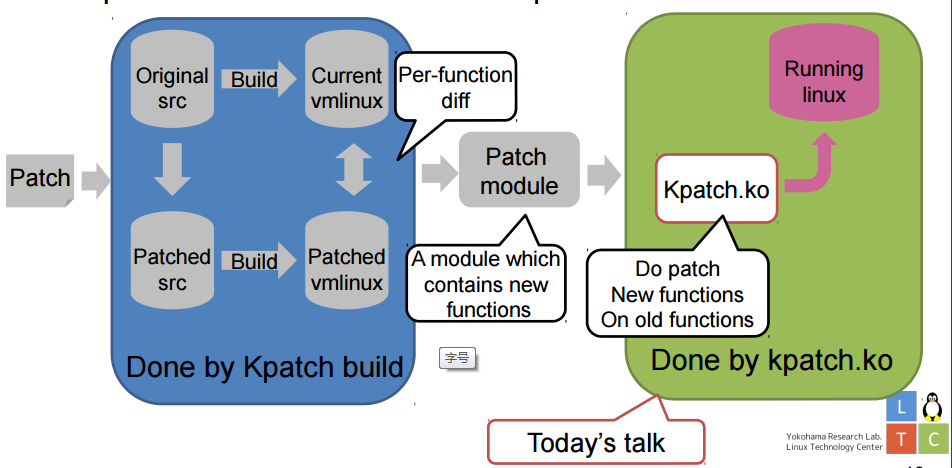 Patch
Original
src
Build
Current
vmlinux
Per-function
diff
Patched
src
Build
Patched
vmlinux
Done by Kpatch build
Patch
module
A module which
contains new
functions
字号
Running
linux
Kpatch.ko
Do patch
New functions
On old functions
Done by kpatch.ko
Today's talk
Yokohama Research Lab.
Linux Technology Center
L
T C